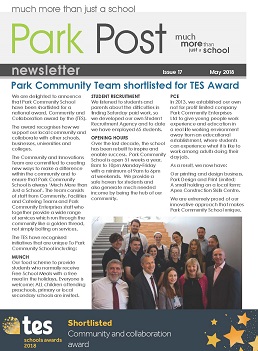 much more than just a school
Park Post
much
more than
just a school
newsletter
Issue 17
May 2018
Park Community Team shortlisted for TES Award
We are delighted to announce
that Park Community School
have been shortlisted for a
national award, Community and
Collaboration award by the (TES).
The award recognises how we
support our local community and
collaborate with other schools,
businesses, universities and
colleges.
The Community and Innovations
Team are committed to creating
new ways to make a difference
within the community and to
ensure that Park Community
School is always 'Much More than
just a School'. The team consists
of staff from Community, Facilities
and Catering Teams and Park
Community Enterprises staff who
together provide a wide range
of services which run through the
community like a golden thread,
not simply bolting on services.
The TES have recognised
initiatives that are unique to Park
Community School including:
MUNCH
Our food scheme to provide
students who normally receive
Free School Meals with a free
meal in the holidays. Everyone is
welcome: ALL children attending
preschool, primary or local
secondary schools are invited.
STUDENT RECRUITMENT
We listened to students and
parents about the difficulties in
finding Saturday paid work, so
we developed our own Student
Recruitment Agency and to date
we have employed 65 students.
OPENING HOURS
Over the last decade, the school
has been a built to inspire and
enable success. Park Community
School is open 51 weeks a year,
8am to 10pm Monday-Friday
with a minimum of 9am to 6pm
at weekends. We provide a
safe haven for students and
also generate much needed
income by being the hub of our
community.
PCE
In 2013, we established our own
not for profit limited company
Park Community Enterprises
Ltd to give young people work
experience and education in
a real life working environment
away from an educational
establishment, where students
can experience what it is like to
work among adults during their
day job.
As a result, we now have:
Our printing and design business,
Park Design and Print Limited;
A small holding on a local farm;
Apex Construction Skills Centre.
We are extremely proud of our
innovative approach that makes
Park Community School unique.
tes
schools awards
2018
Shortlisted
Community and collaboration
award